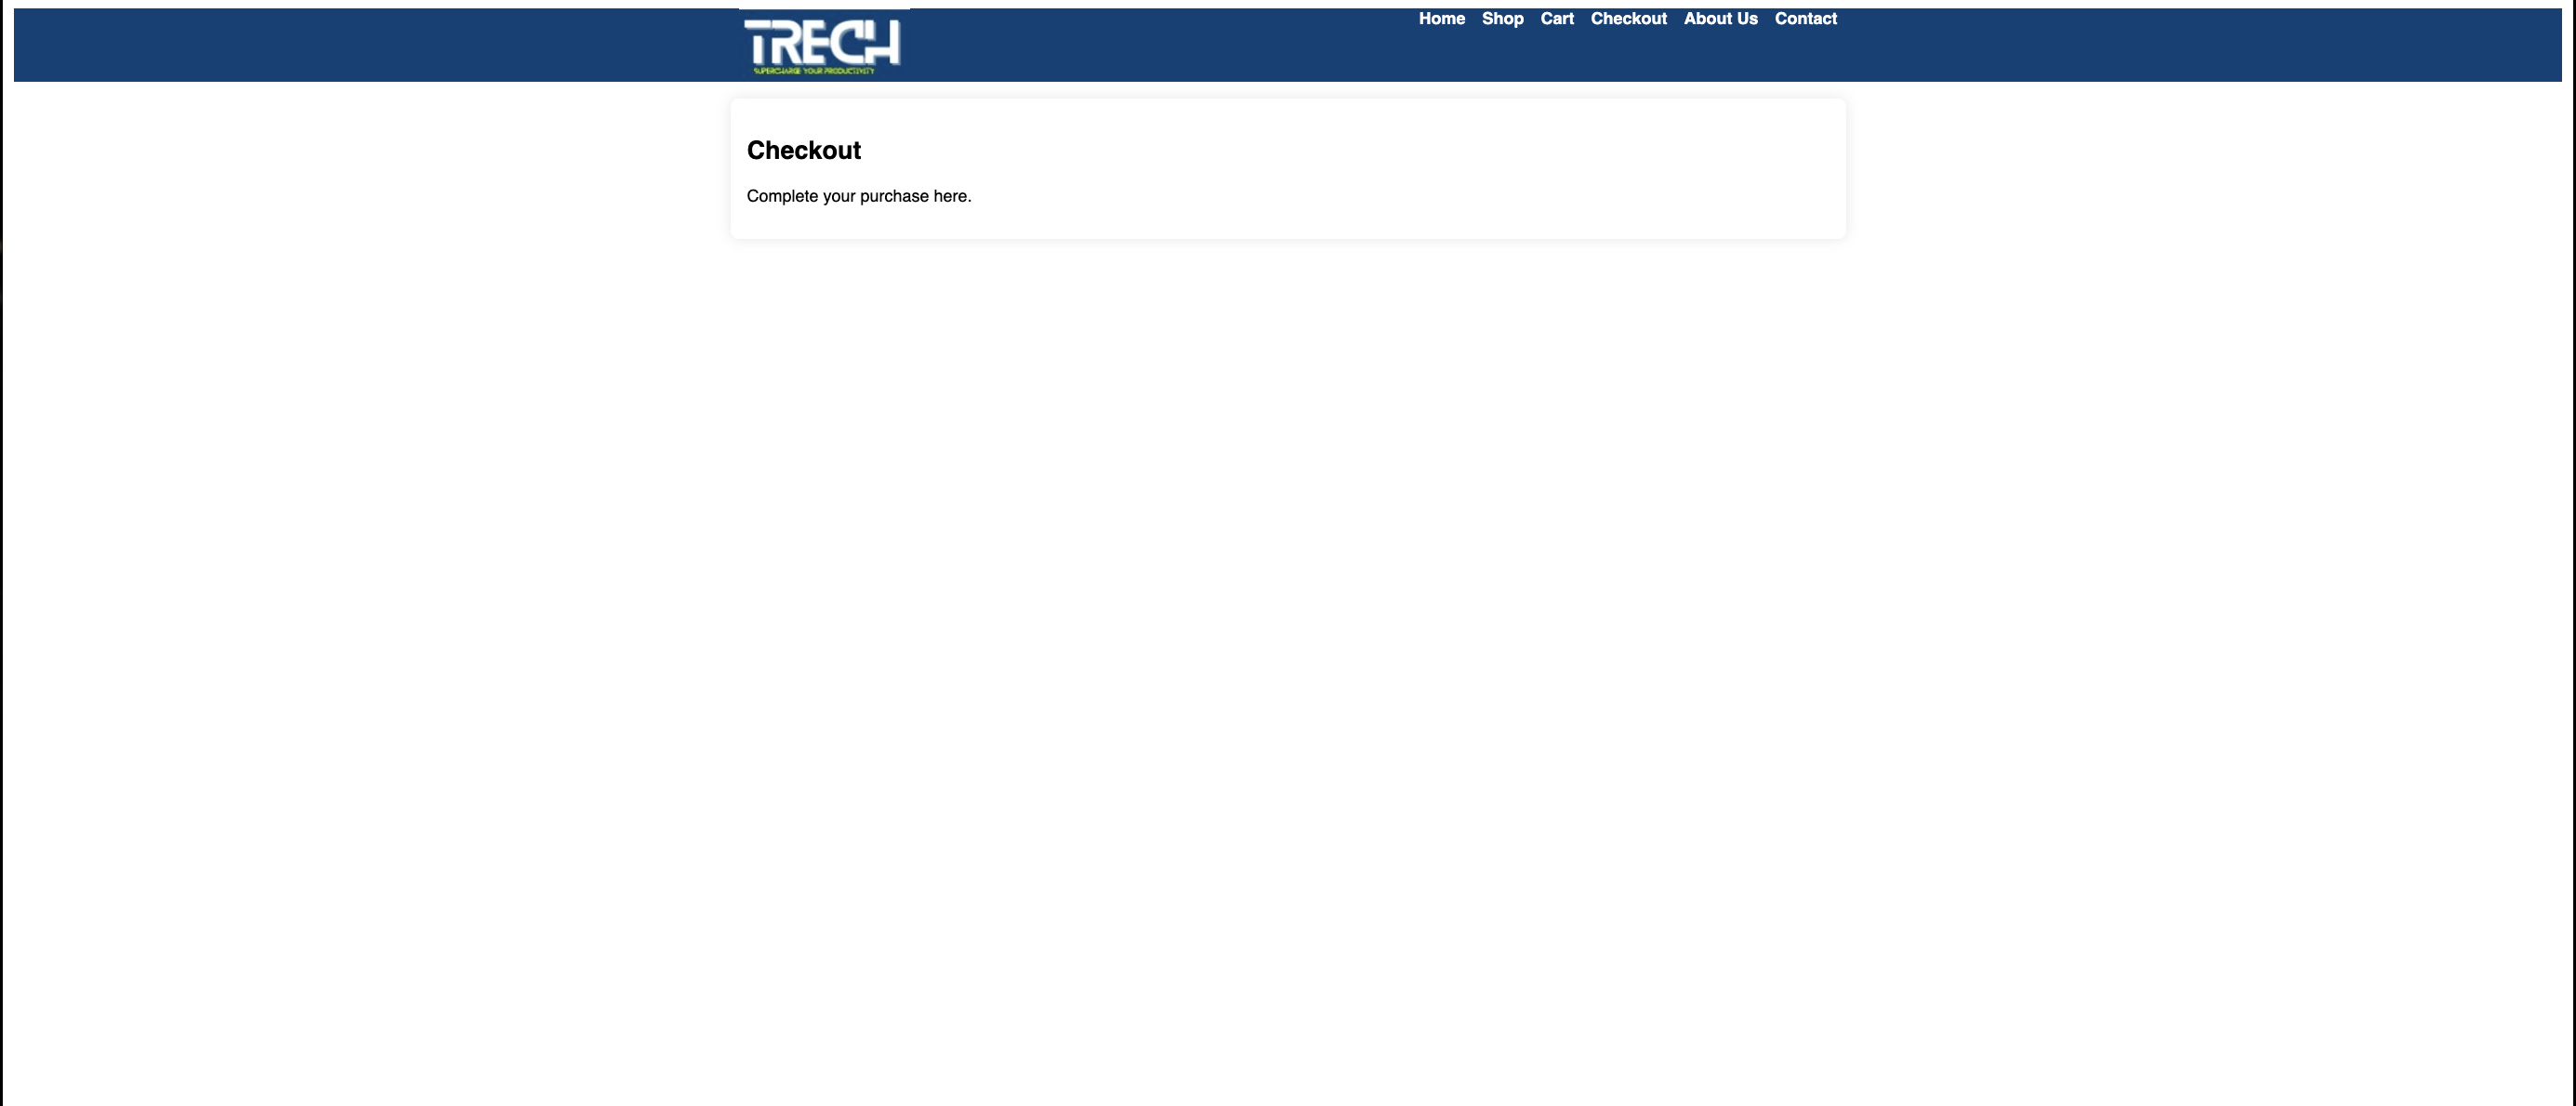 TRECH
SUPERCHARGE YOUR PRODUCTIVITY
Home Shop Cart Checkout About Us Contact
Checkout
Complete your purchase here.